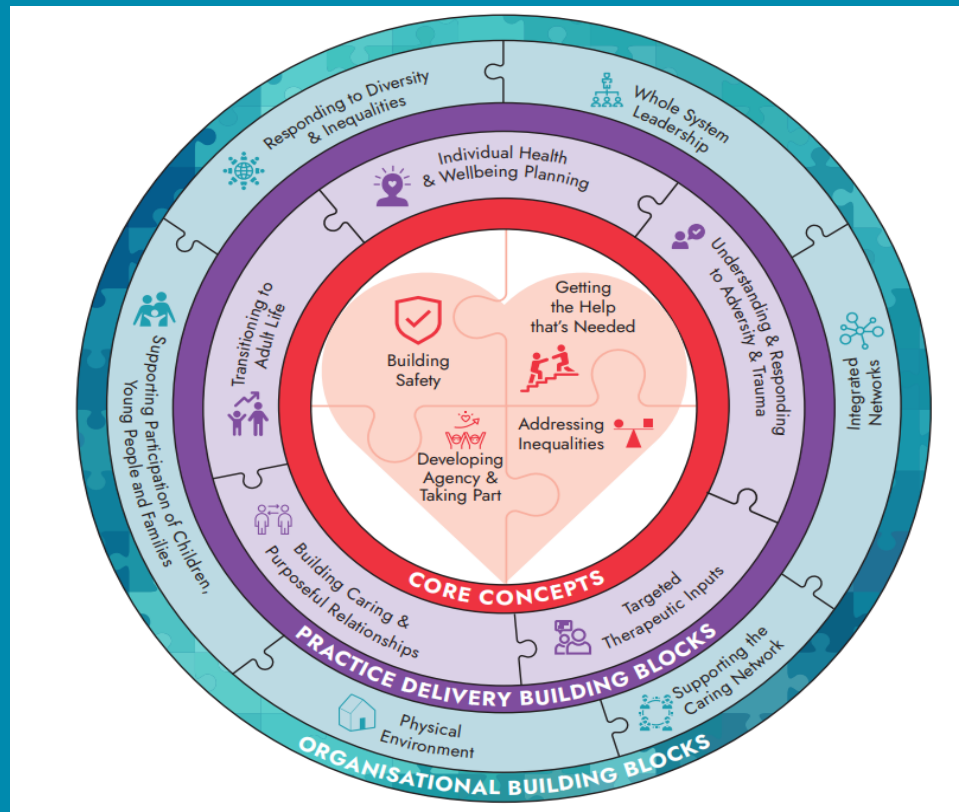 Responding to Diversity
& Inequalities
Whole System
Leadership
Individual Health
& Wellbeing Planning
Understanding & Responding
to Adversity & Trauma
Transitioning to
Adult Life
Getting
the Help
that's Needed
Building
Safety
Addressing
Inequalities
Developing
Agency &
Taking Part
Integrated
Networks
Supporting Participation of Children,
Young People and Families
Building Caring &
Purposeful Relationships
Targeted
Therapeutic Inputs
CORE CONCEPTS
PRACTICE DELIVERY BUILDING BLOCKS
Supporting the
Caring Network
Physical
Environment
ORGANISATIONAL BUILDING BLOCKS